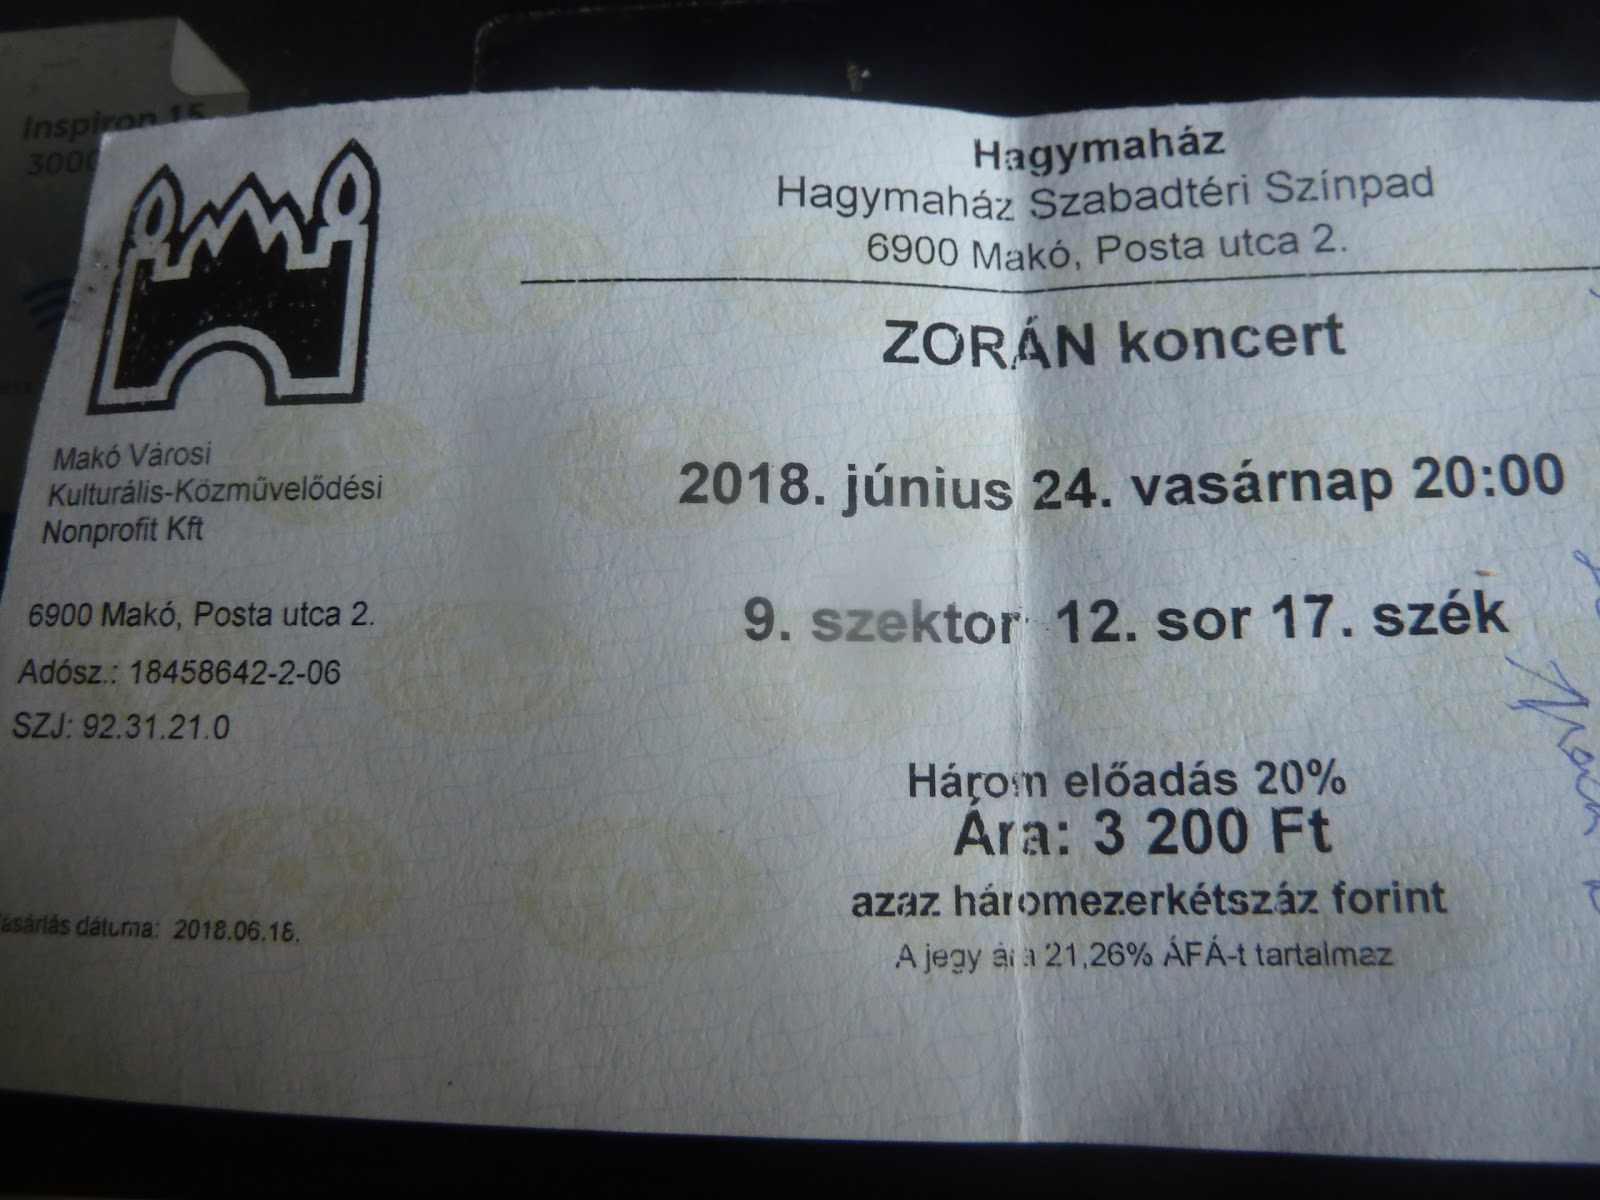 Inspiron 15
3000
Hagymaház
Hagymaház Szabadtéri Színpad
6900 Makó, Posta utca 2.
ZORÁN koncert
2018. június 24. vasárnap 20:00
9. szektor 12. sor 17. szék
Három előadás 20%
Ára: 3 200 Ft
azaz háromezerkétszáz forint
A jegy ára 21,26% ÁFÁ-t tartalmaz
Makó Városi
Kulturális-Közművelődési
Nonprofit Kft
6900 Makó, Posta utca 2.
Adósz.: 18458642-2-06
SZJ: 92.31.21.0
ásárlás dátuma: 2018.06.18.